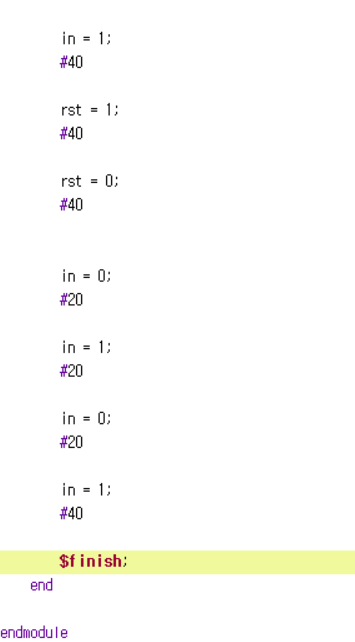 in = 1;
#40
rst = 1;
#40
rst = 0;
#40
in = 0;
#20
in = 1;
#20
in = 0;
#20
in = 1;
#40
$finish;
end
endmodule